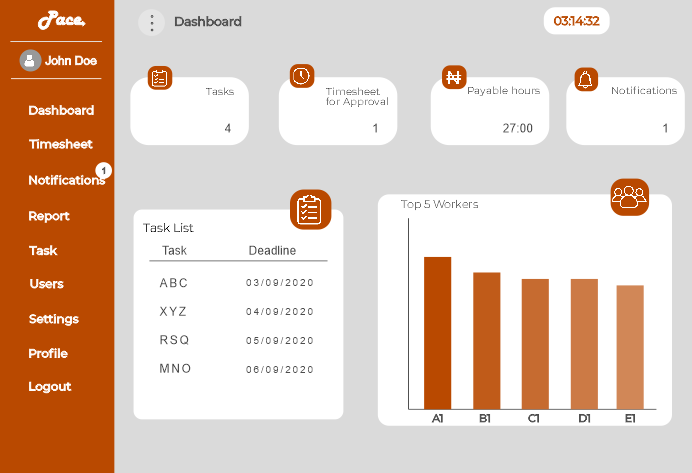 Pace.
John Doe
Dashboard
Timesheet
Notifications
1
Report
Task
Users
Settings
Profile
Logout
Dashboard
03:14:32
Tasks
4
Timesheet
for Approval
1
Payable hours
27:00
Notifications
1
Task List
Task Deadline
ABC 03/09/2020
XYZ 04/09/2020
RSQ 05/09/2020
MNO 06/09/2020
Top 5 Workers
A1 B1 C1 D1 E1